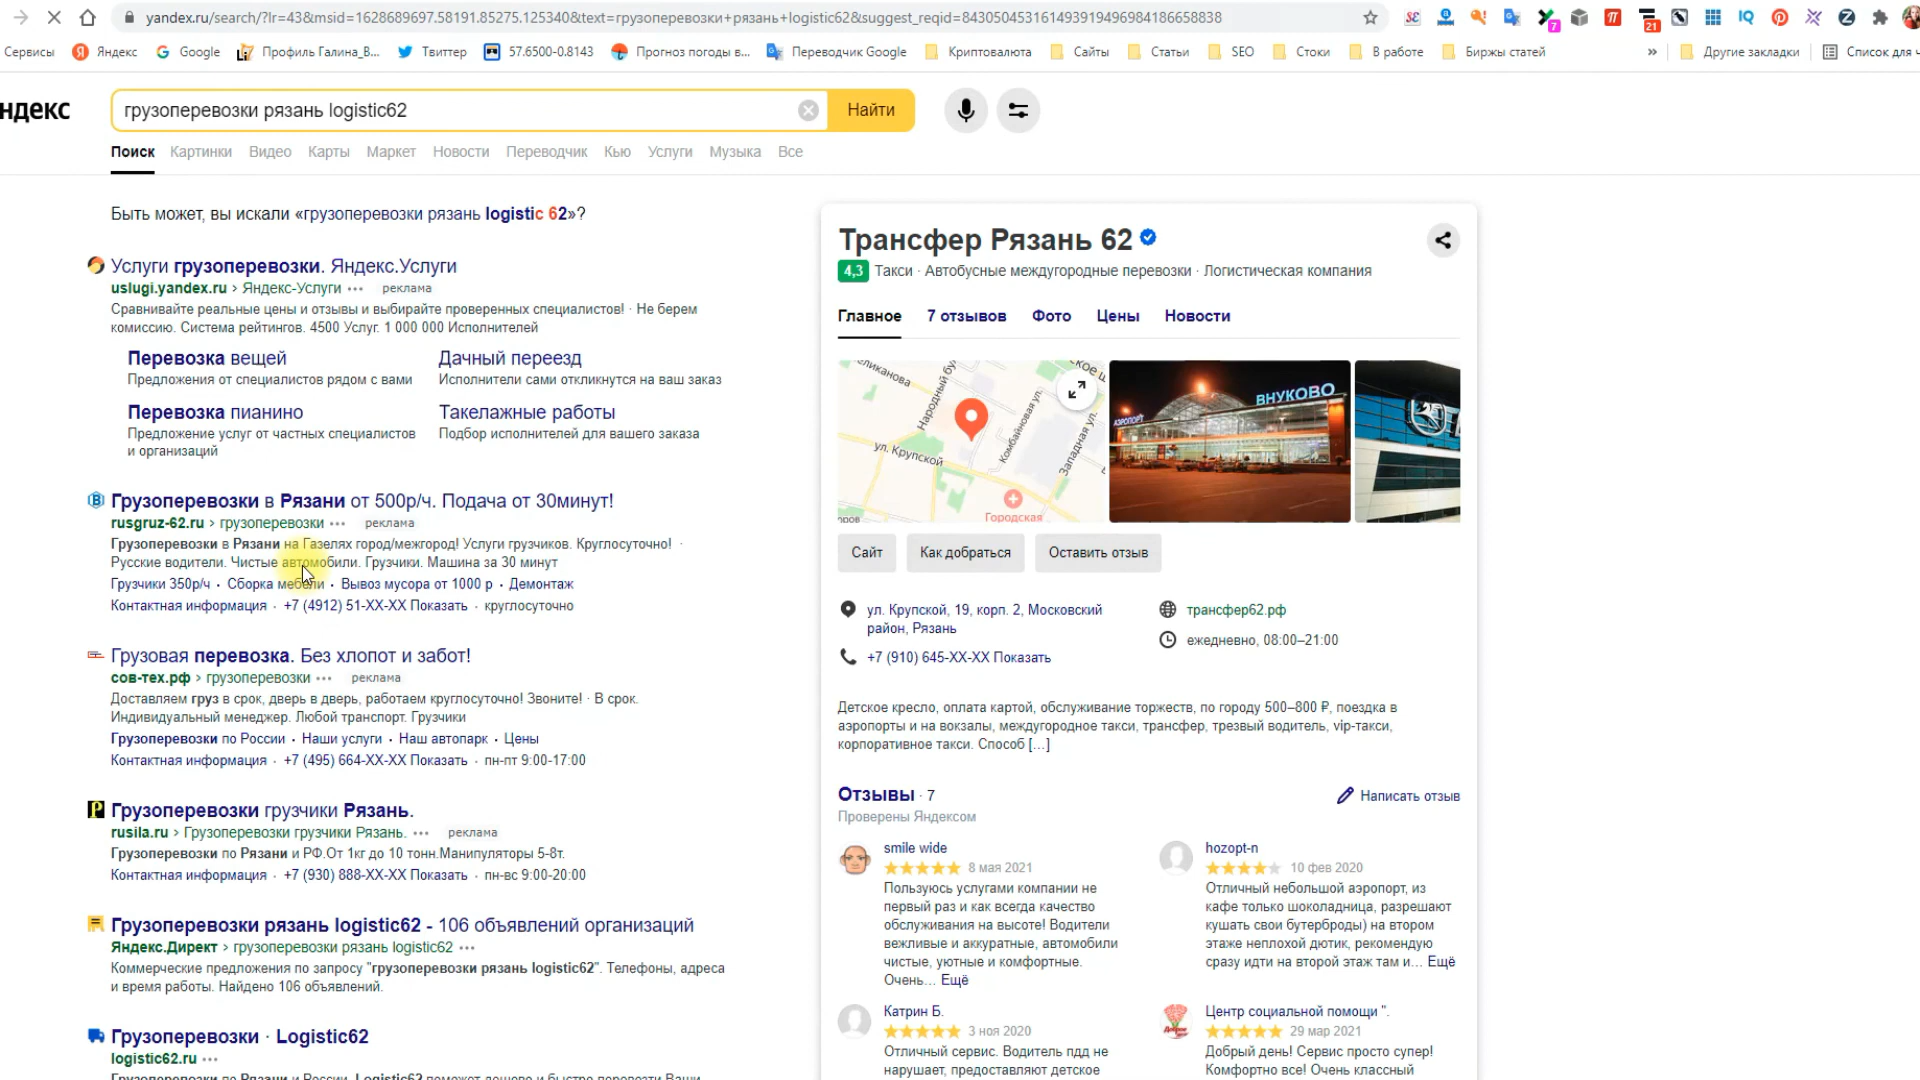 yandex.ru/search/?lr=43&msid=1628689697.58191.85275.125340&text=грузоперевозки+рязань+logistic62&suggest_reqid=843050453161493919496984186658838
Сервисы Яндекс Google Профиль Галина_В... Твиттер 57.6500-0.8143 Прогноз погоды в... Переводчик Google Криптовалюта Сайты Статьи SEO Стоки В работе Биржы статей » Другие закладки Список для ч
7 21 IQ
ндекс
грузоперевозки рязань logistic62
Найти
Поиск Картинки Видео Карты Маркет Новости Переводчик Кью Услуги Музыка Все
Быть может, вы искали «грузоперевозки рязань logistic 62»?
Услуги грузоперевозки. Яндекс.Услуги
uslugi.yandex.ru › Яндекс-Услуги ••• реклама
Сравнивайте реальные цены и отзывы и выбирайте проверенных специалистов! · Не берем
комиссию. Система рейтингов. 4500 Услуг. 1 000 000 Исполнителей
Перевозка вещей
Предложения от специалистов рядом с вами
Дачный переезд
Исполнители сами откликнутся на ваш заказ
Перевозка пианино
Предложение услуг от частных специалистов
и организаций
Такелажные работы
Подбор исполнителей для вашего заказа
Грузоперевозки в Рязани от 500р/ч. Подача от 30минут!
rusgruz-62.ru › грузоперевозки ••• реклама
Грузоперевозки в Рязани на Газелях город/межгород! Услуги грузчиков. Круглосуточно! ·
Русские водители. Чистые автомобили. Грузчики. Машина за 30 минут
Грузчики 350р/ч · Сборка мебели · Вывоз мусора от 1000 р · Демонтаж
Контактная информация · +7 (4912) 51-XX-XX Показать · круглосуточно
Грузовая перевозка. Без хлопот и забот!
сов-тех.рф › грузоперевозки ••• реклама
Доставляем груз в срок, дверь в дверь, работаем круглосуточно! Звоните! · В срок.
Индивидуальный менеджер. Любой транспорт. Грузчики
Грузоперевозки по России · Наши услуги · Наш автопарк · Цены
Контактная информация · +7 (495) 664-XX-XX Показать · пн-пт 9:00-17:00
Грузоперевозки грузчики Рязань.
rusila.ru › Грузоперевозки грузчики Рязань. ••• реклама
Грузоперевозки по Рязани и РФ.От 1кг до 10 тонн.Манипуляторы 5-8т.
Контактная информация · +7 (930) 888-XX-XX Показать · пн-вс 9:00-20:00
Грузоперевозки рязань logistic62 - 106 объявлений организаций
Яндекс.Директ › грузоперевозки рязань logistic62 •••
Коммерческие предложения по запросу "грузоперевозки рязань logistic62". Телефоны, адреса
и время работы. Найдено 106 объявлений.
Грузоперевозки · Logistic62
logistic62.ru •••
Грузоперевозки по Рязани и России. Logistic62 поможет дешево и быстро перевезти Ваши
Трансфер Рязань 62
4,3 Такси · Автобусные междугородные перевозки · Логистическая компания
Главное 7 отзывов Фото Цены Новости
Народный бул
Комбайновая ул.
Западная ул.
ул. Крупской
Городская
АЭРОПОРТ ВНУКОВО
Сайт Как добраться Оставить отзыв
ул. Крупской, 19, корп. 2, Московский
район, Рязань
+7 (910) 645-XX-XX Показать
трансфер62.рф
ежедневно, 08:00–21:00
Детское кресло, оплата картой, обслуживание торжеств, по городу 500–800 ₽, поездка в
аэропорты и на вокзалы, междугородное такси, трансфер, трезвый водитель, vip-такси,
корпоративное такси. Способ [...]
Отзывы · 7
Написать отзыв
Проверены Яндексом
smile wide
8 мая 2021
Пользуюсь услугами компании не
первый раз и как всегда качество
обслуживания на высоте! Водители
вежливые и аккуратные, автомобили
чистые, уютные и комфортные.
Очень... Ещё
hozopt-n
10 фев 2020
Отличный небольшой аэропорт, из
кафе только шоколадница, разрешают
кушать свои бутерброды) на втором
этаже неплохой дютик, рекомендую
сразу идти на второй этаж там и... Ещё
Катрин Б.
3 ноя 2020
Отличный сервис. Водитель пдд не
нарушает, предоставляют детское
Центр социальной помощи ".
29 мар 2021
Добрый день! Сервис просто супер!
Комфортно все! Очень классный